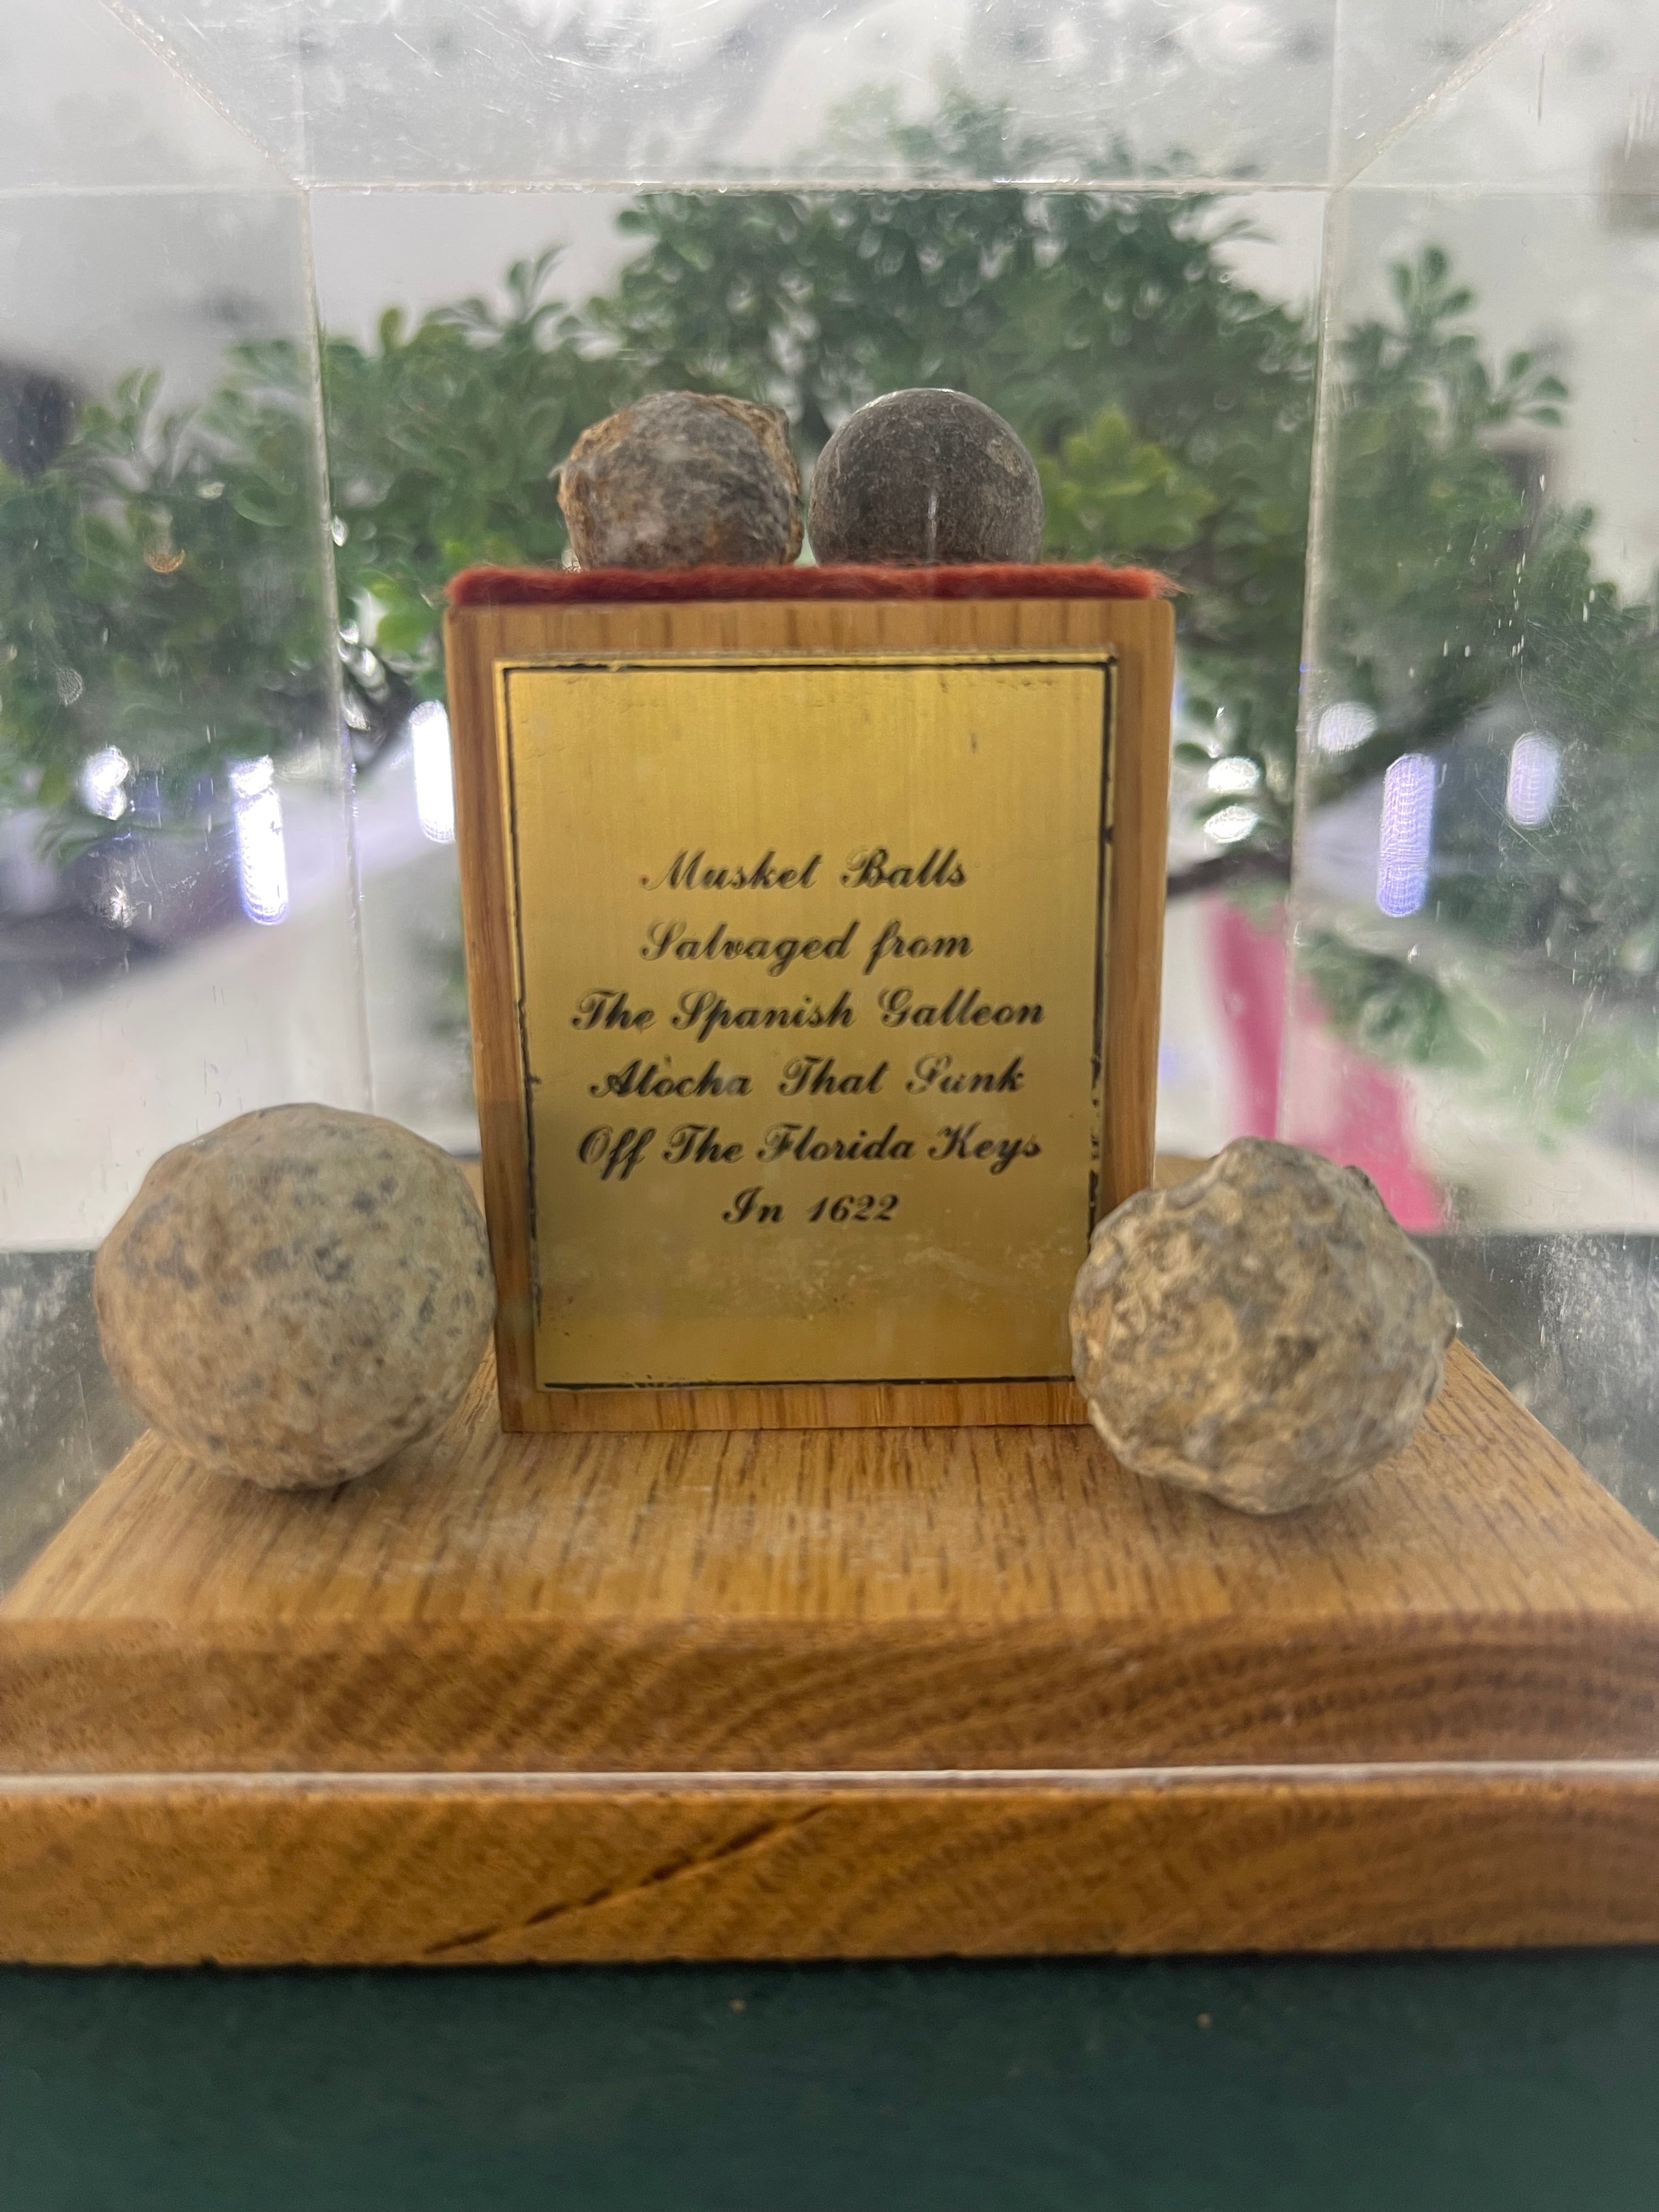 Musket Balls
Salvaged from
The Spanish Galleon
Atocha That Sunk
Off The Florida Keys
In 1622